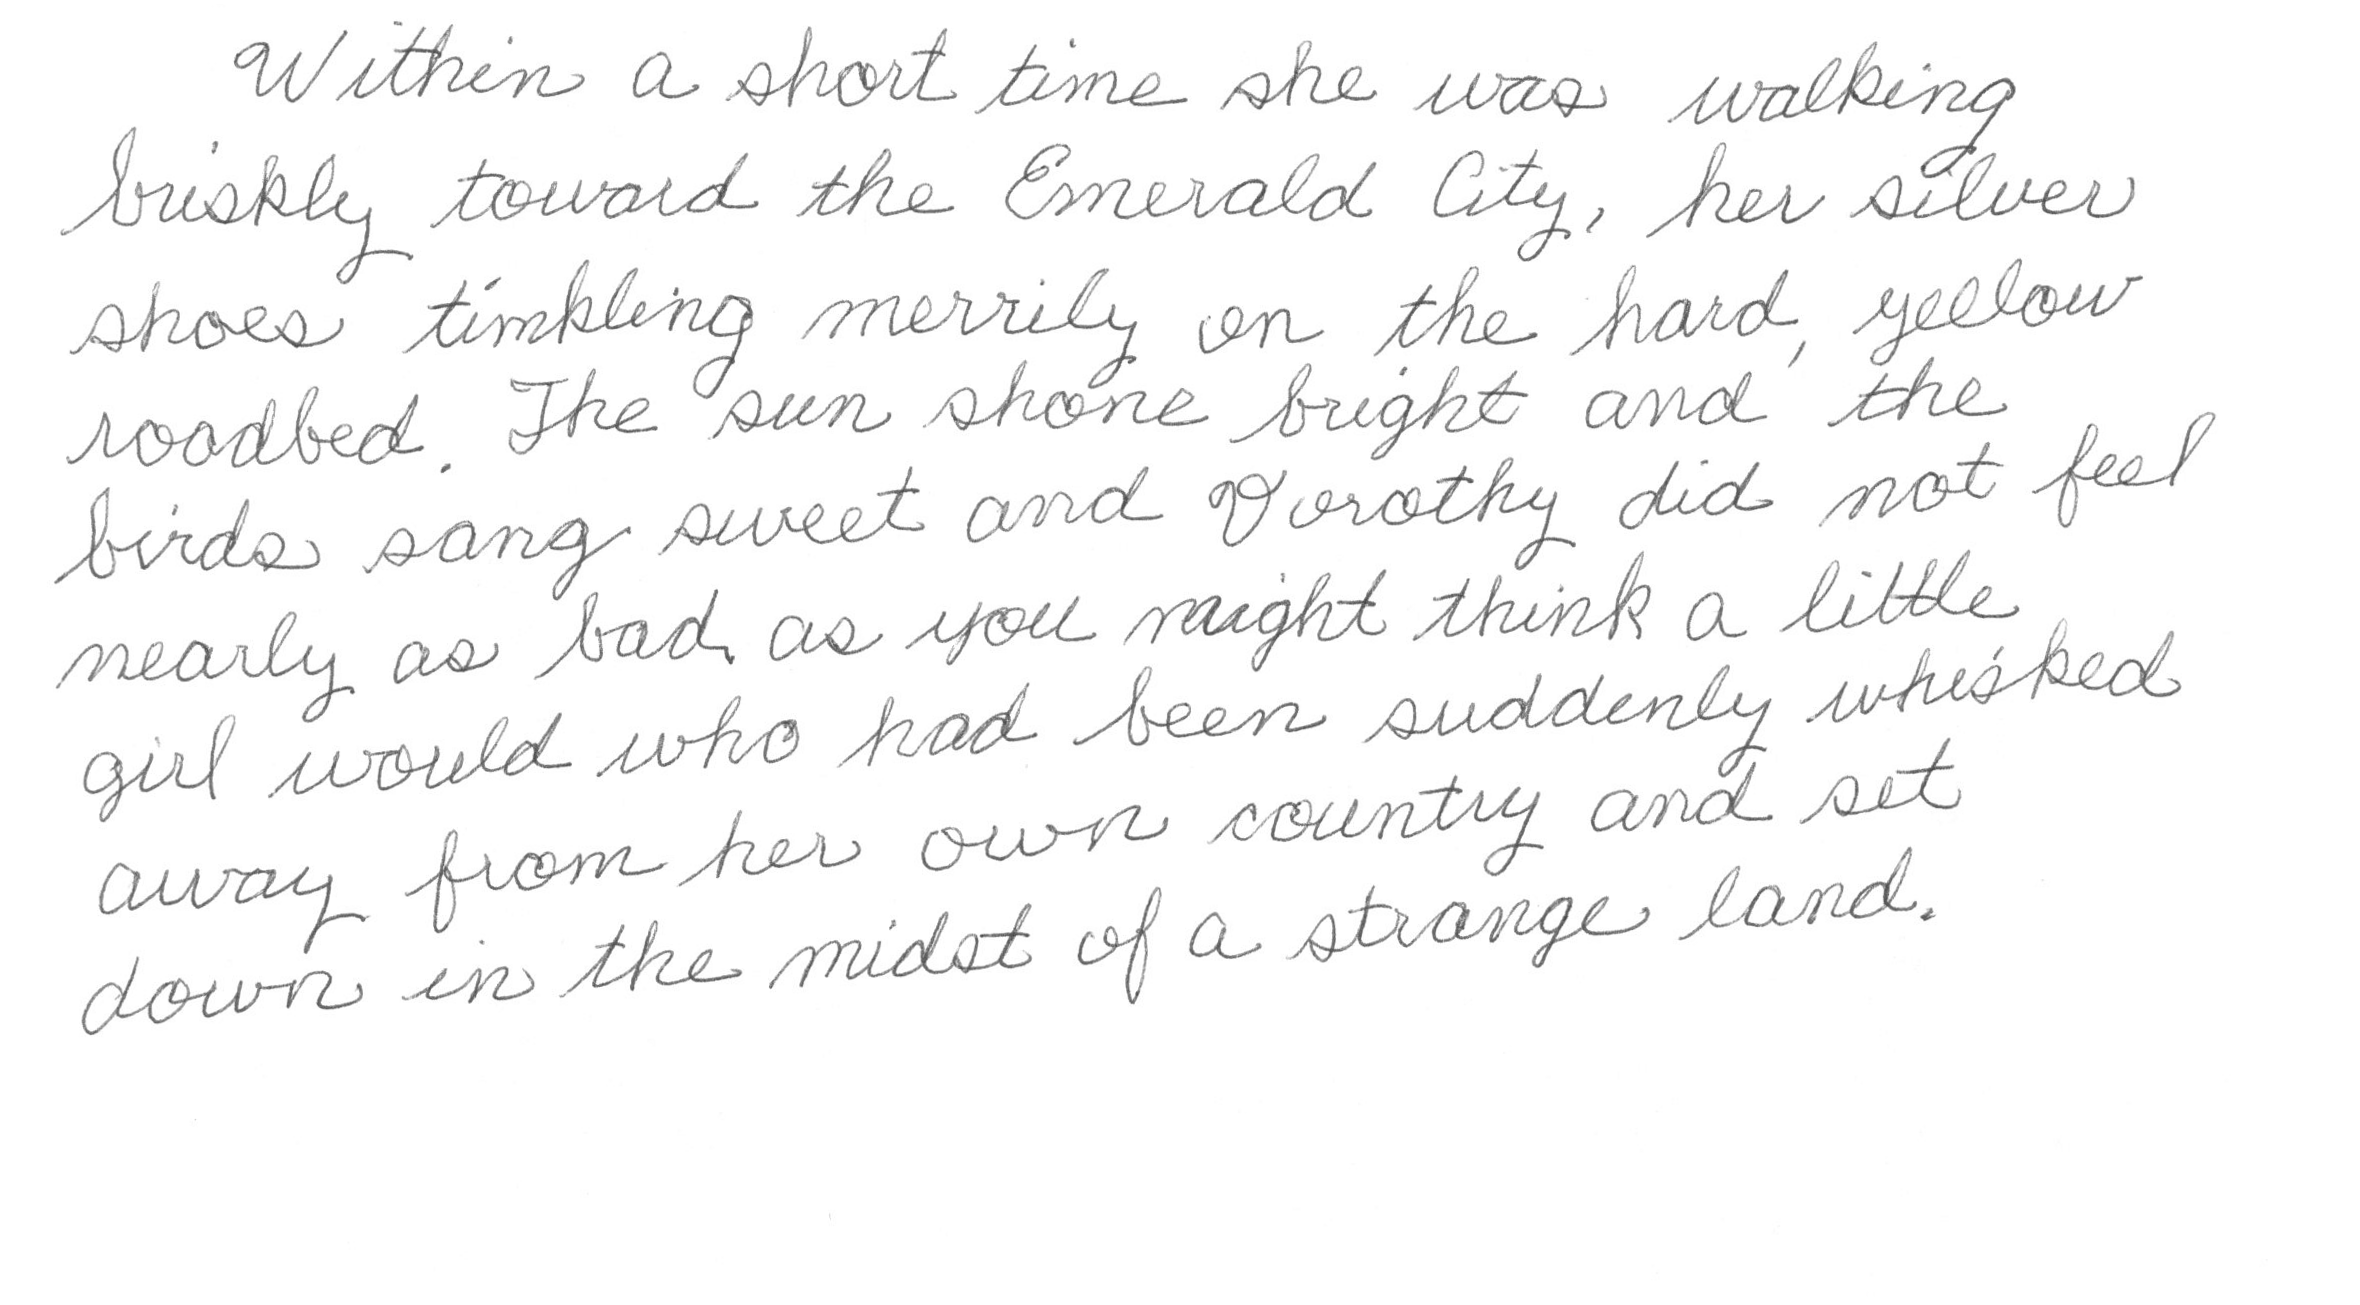 Within a short time she was walking
briskly toward the Emerald City, her silver
shoes tinkling merrily on the hard, yellow
roadbed. The sun shone bright and the
birds sang sweet and Dorothy did not feel
nearly as bad as you might think a little
girl would who had been suddenly whisked
away from her own country and set
down in the midst of a strange land.